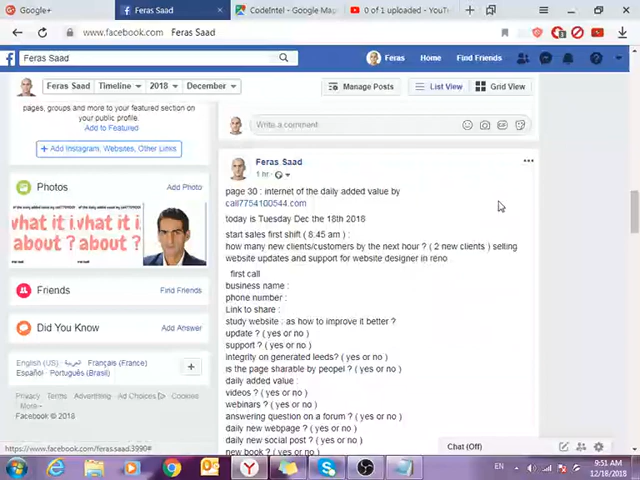 Google+
Feras Saad
CodeIntel - Google Ma
0 of 1 uploaded - YouT
www.facebook.com Feras Saad
Feras Saad
Feras Home Find Friends
Feras Saad Timeline 2018 December
Manage Posts List View Grid View
pages, groups and more to your featured section on
your public profile.
Add to Featured
+ Add Instagram, Websites, Other Links
Photos Add Photo
what it i
about ?
what it i
about ?
Friends Find Friends
Did You Know Add Answer
English (US) · العربية · Français (France) ·
Español · Português (Brasil)
Privacy · Terms · Advertising · Ad Choices · Cookies ·
More
Facebook © 2018
https://www.facebook.com/feras.saad.3990#
Write a comment
Feras Saad
1 hr ·
page 30 : internet of the daily added value by
call7754100544.com
today is Tuesday Dec the 18th 2018
start sales first shift ( 8.45 am ) :
how many new clients/customers by the next hour ? ( 2 new clients ) selling
website updates and support for website designer in reno
first call
business name :
phone number :
Link to share :
study website : as how to improve it better ?
update ? ( yes or no )
support ? ( yes or no )
integrity on generated leeds? ( yes or no )
is the page sharable by peopel ? ( yes or no )
daily added value :
videos ? ( yes or no )
webinars ? ( yes or no )
answering question on a forum ? ( yes or no )
daily new webpage ? ( yes or no )
daily new social post ? ( yes or no )
new book ? ( yes or no )
Chat (Off)
EN
9:51 AM
12/18/2018